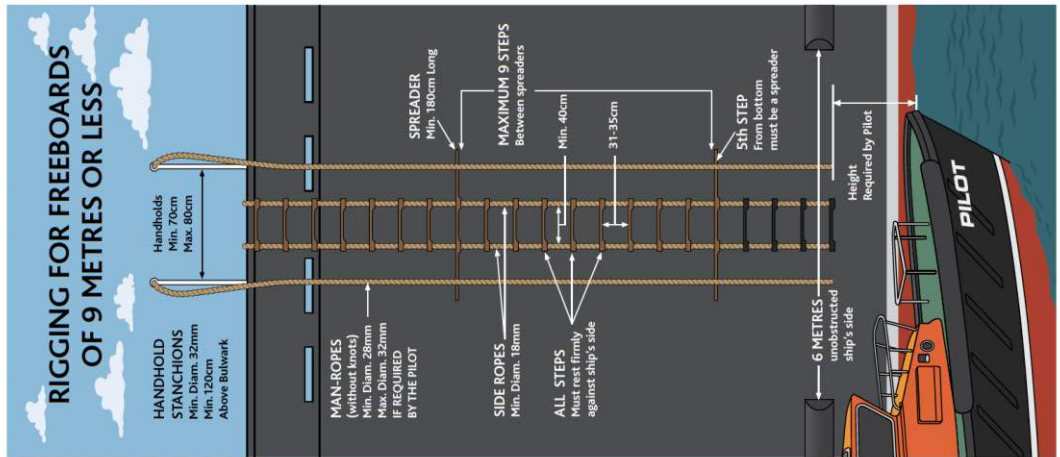 RIGGING FOR FREEBOARDS
OF 9 METRES OR LESS
HANDHOLD
STANCHIONS
Min. Diam. 32mm
Min. 120cm
Above Bulwark
Handholds
Min. 70cm
Max. 80cm
MAN-ROPES
(without knots)
Min. Diam. 28mm
Max. Diam. 32mm
IF REQUIRED
BY THE PILOT
SPREADER
Min. 180cm Long
MAXIMUM 9 STEPS
Between spreaders
SIDE ROPES
Min. Diam. 18mm
Min. 40cm
ALL STEPS
Must rest firmly
against ship's side
31-35cm
5th STEP
From bottom
must be a spreader
6 METRES
unobstructed
ship's side
Height
Required by Pilot
PILOT